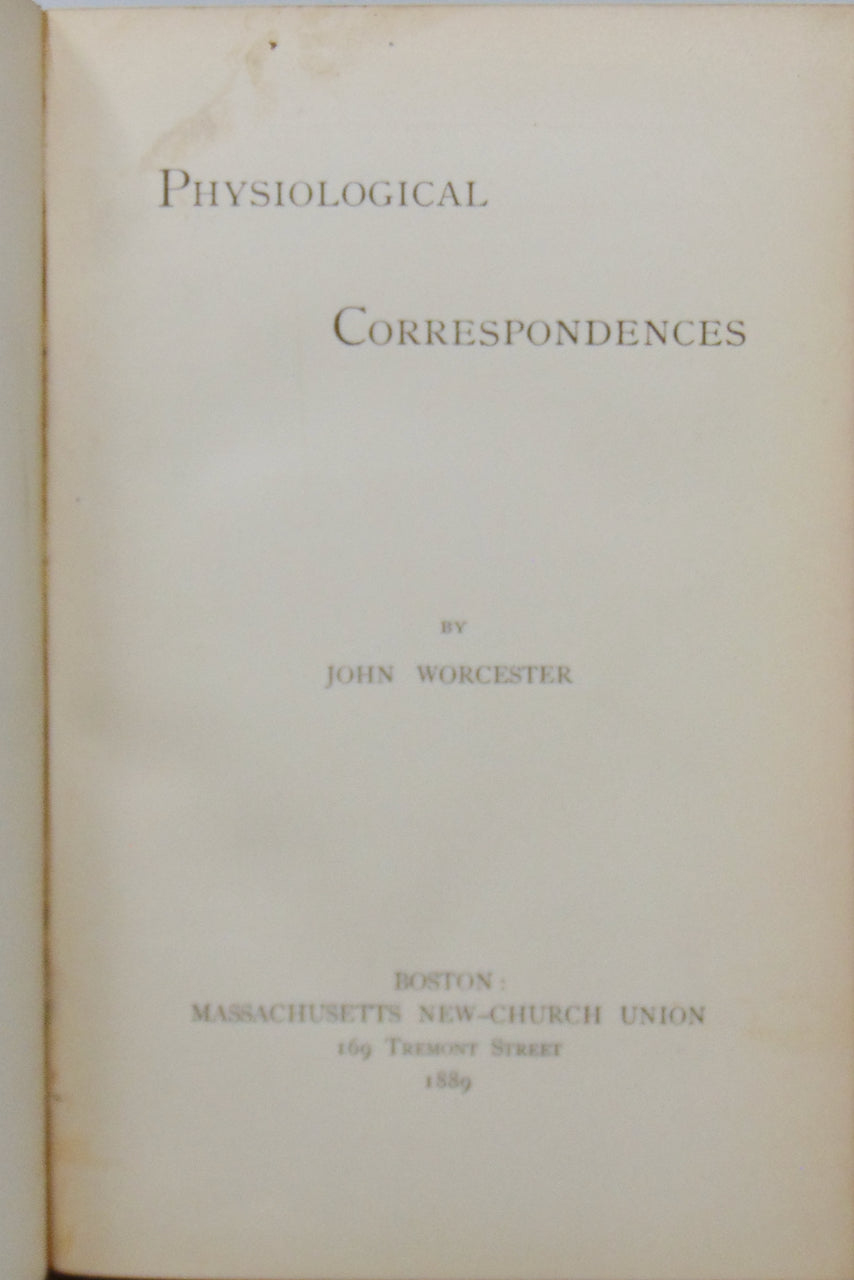 PHYSIOLOGICAL
CORRESPONDENCES
BY
JOHN WORCESTER
BOSTON:
MASSACHUSETTS NEW-CHURCH UNION
169 TREMONT STREET
1889